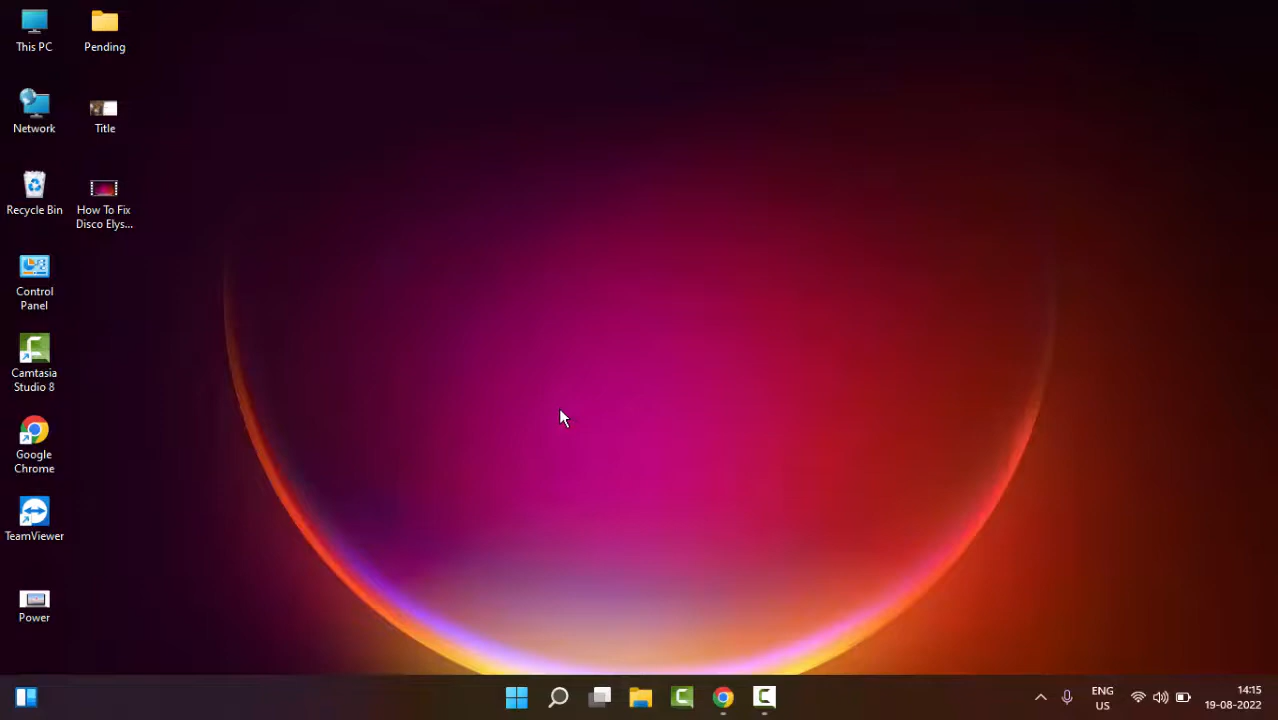 This PC
Pending
Network
Title
Recycle Bin
How To Fix
Disco Elys...
Control
Panel
Camtasia
Studio 8
Google
Chrome
TeamViewer
Power
ENG
US
14:15
19-08-2022